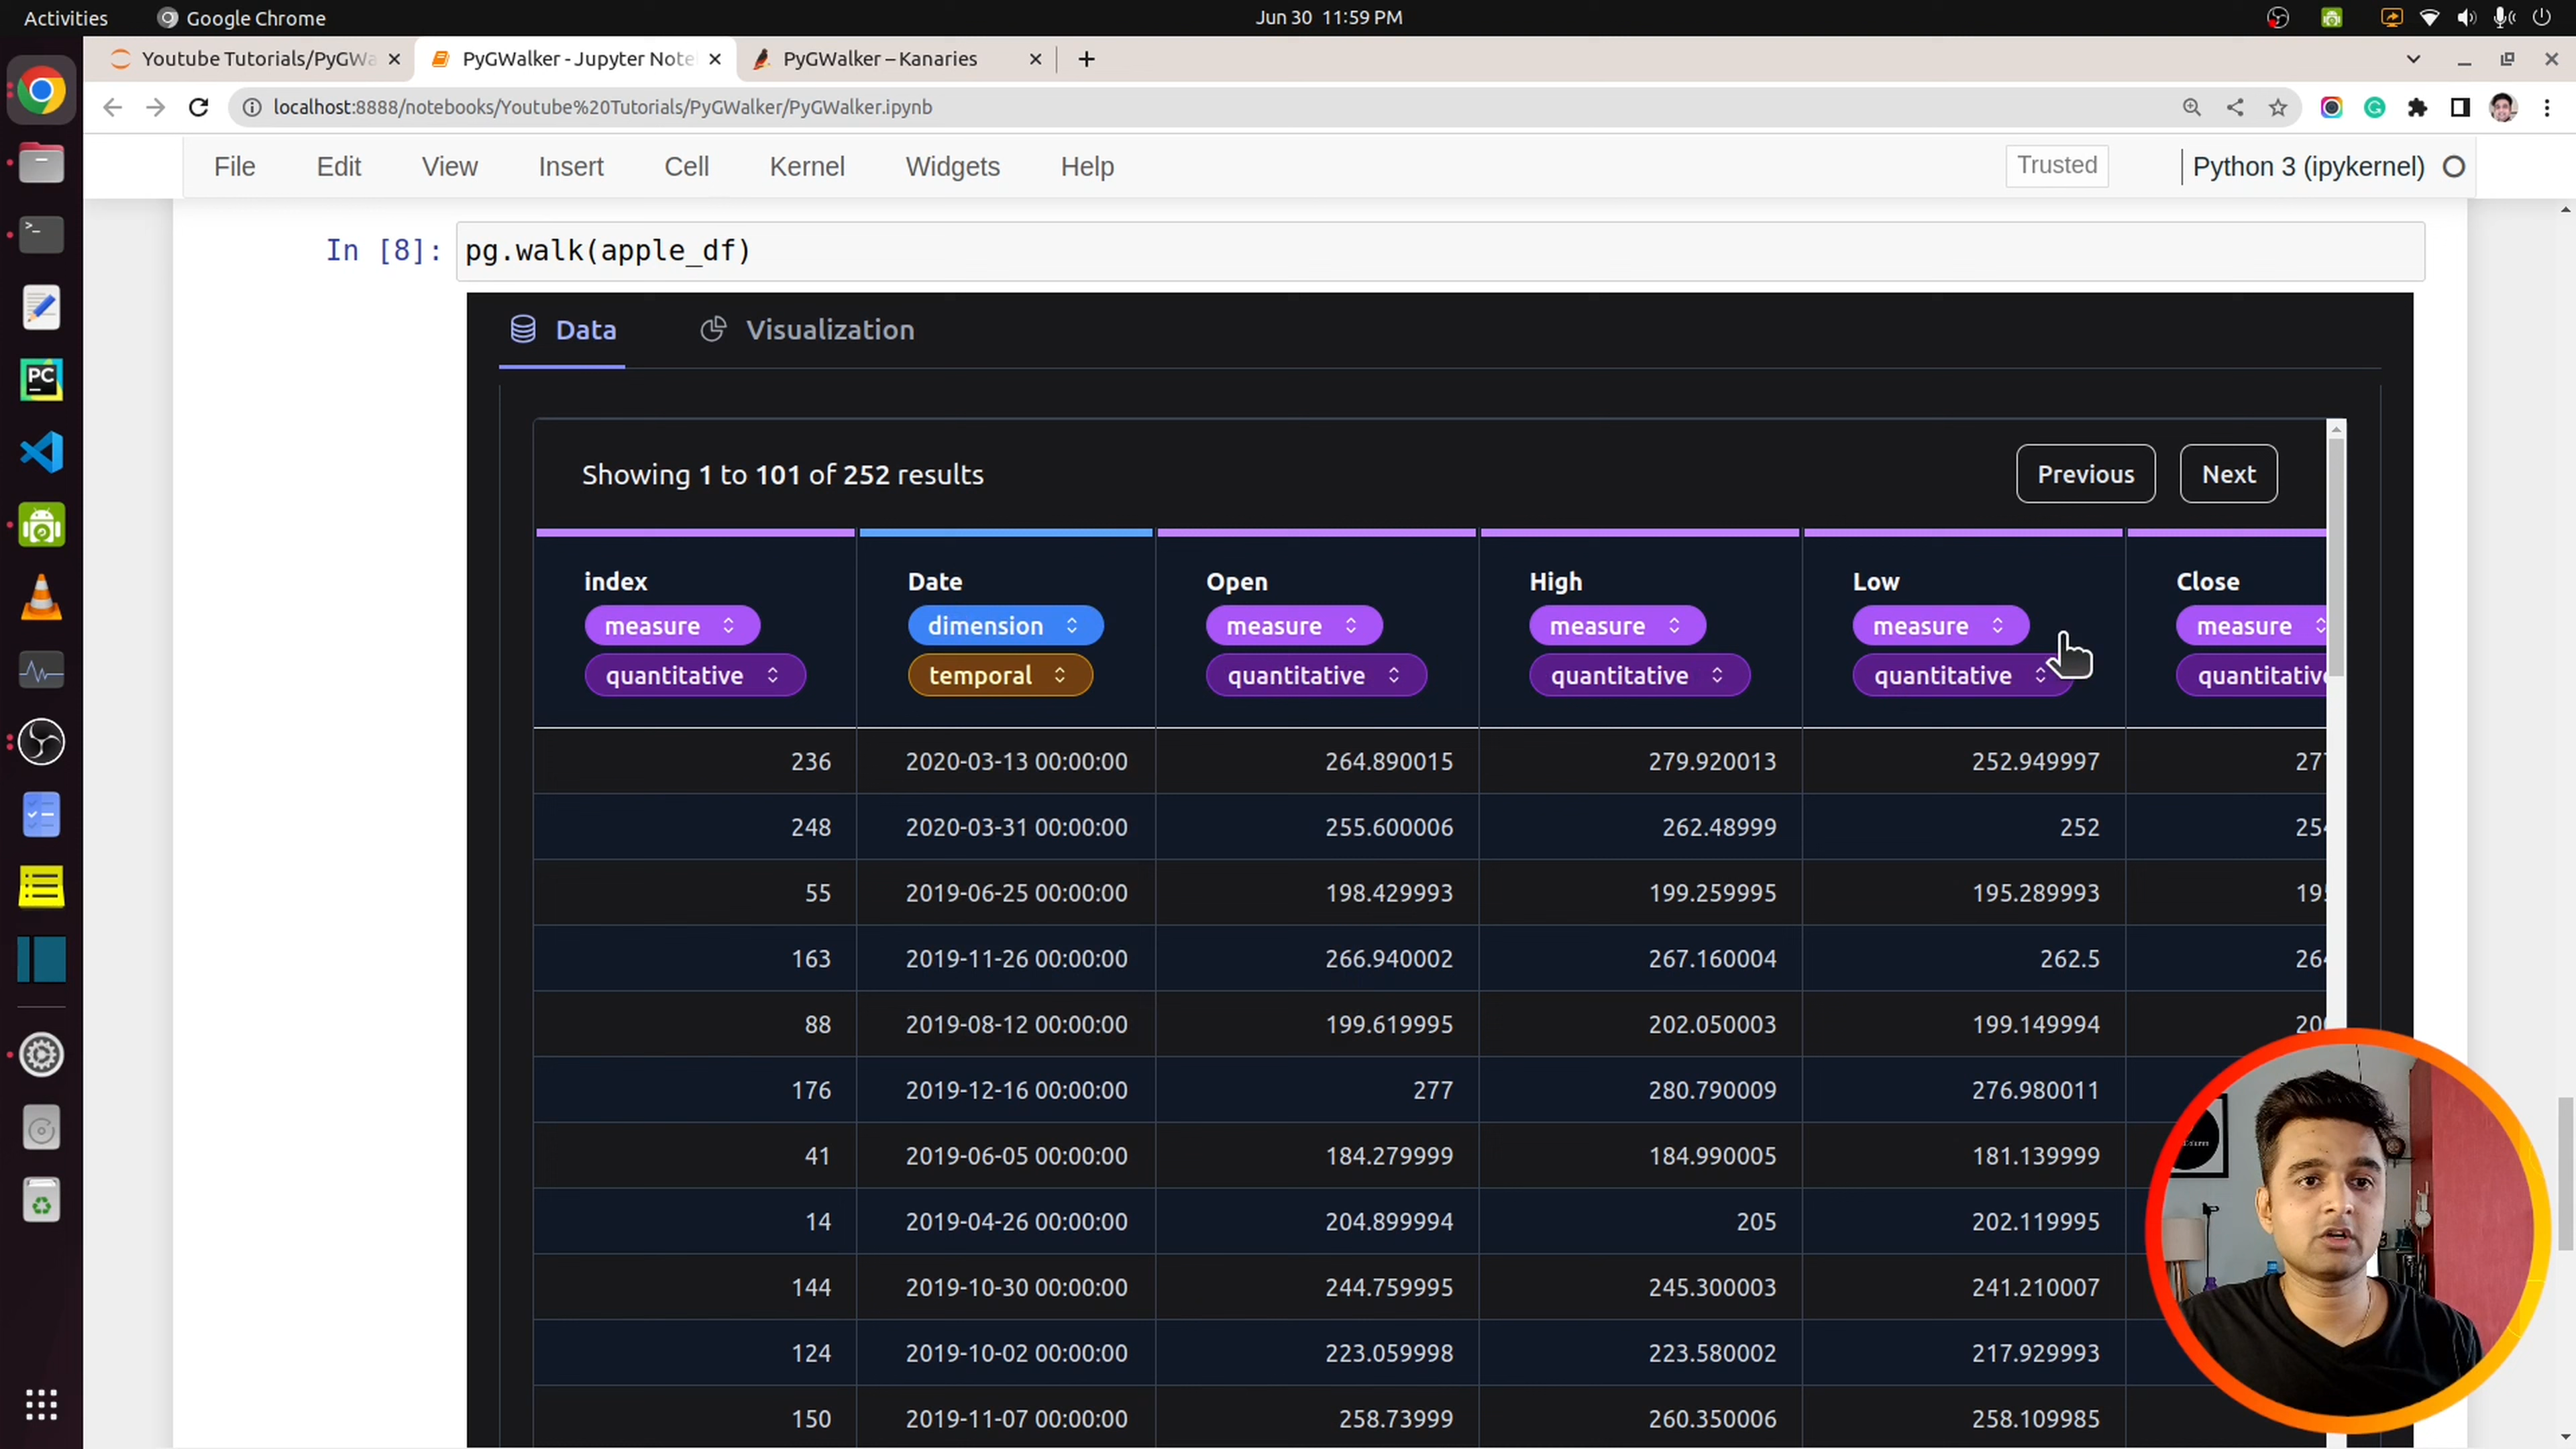 Activities Google Chrome Jun 30 11:59 PM
Youtube Tutorials/PyGWa PyGWalker - Jupyter Note PyGWalker – Kanaries
localhost:8888/notebooks/Youtube%20Tutorials/PyGWalker/PyGWalker.ipynb
File Edit View Insert Cell Kernel Widgets Help Trusted Python 3 (ipykernel)
In [8]: pg.walk(apple_df)
Data Visualization
Showing 1 to 101 of 252 results Previous Next
index Date Open High Low Close
measure dimension measure measure measure measure
quantitative temporal quantitative quantitative quantitative quantitativ
236 2020-03-13 00:00:00 264.890015 279.920013 252.949997 277
248 2020-03-31 00:00:00 255.600006 262.48999 252 254
55 2019-06-25 00:00:00 198.429993 199.259995 195.289993 195
163 2019-11-26 00:00:00 266.940002 267.160004 262.5 264
88 2019-08-12 00:00:00 199.619995 202.050003 199.149994 200
176 2019-12-16 00:00:00 277 280.790009 276.980011
41 2019-06-05 00:00:00 184.279999 184.990005 181.139999
14 2019-04-26 00:00:00 204.899994 205 202.119995
144 2019-10-30 00:00:00 244.759995 245.300003 241.210007
124 2019-10-02 00:00:00 223.059998 223.580002 217.929993
150 2019-11-07 00:00:00 258.73999 260.350006 258.109985